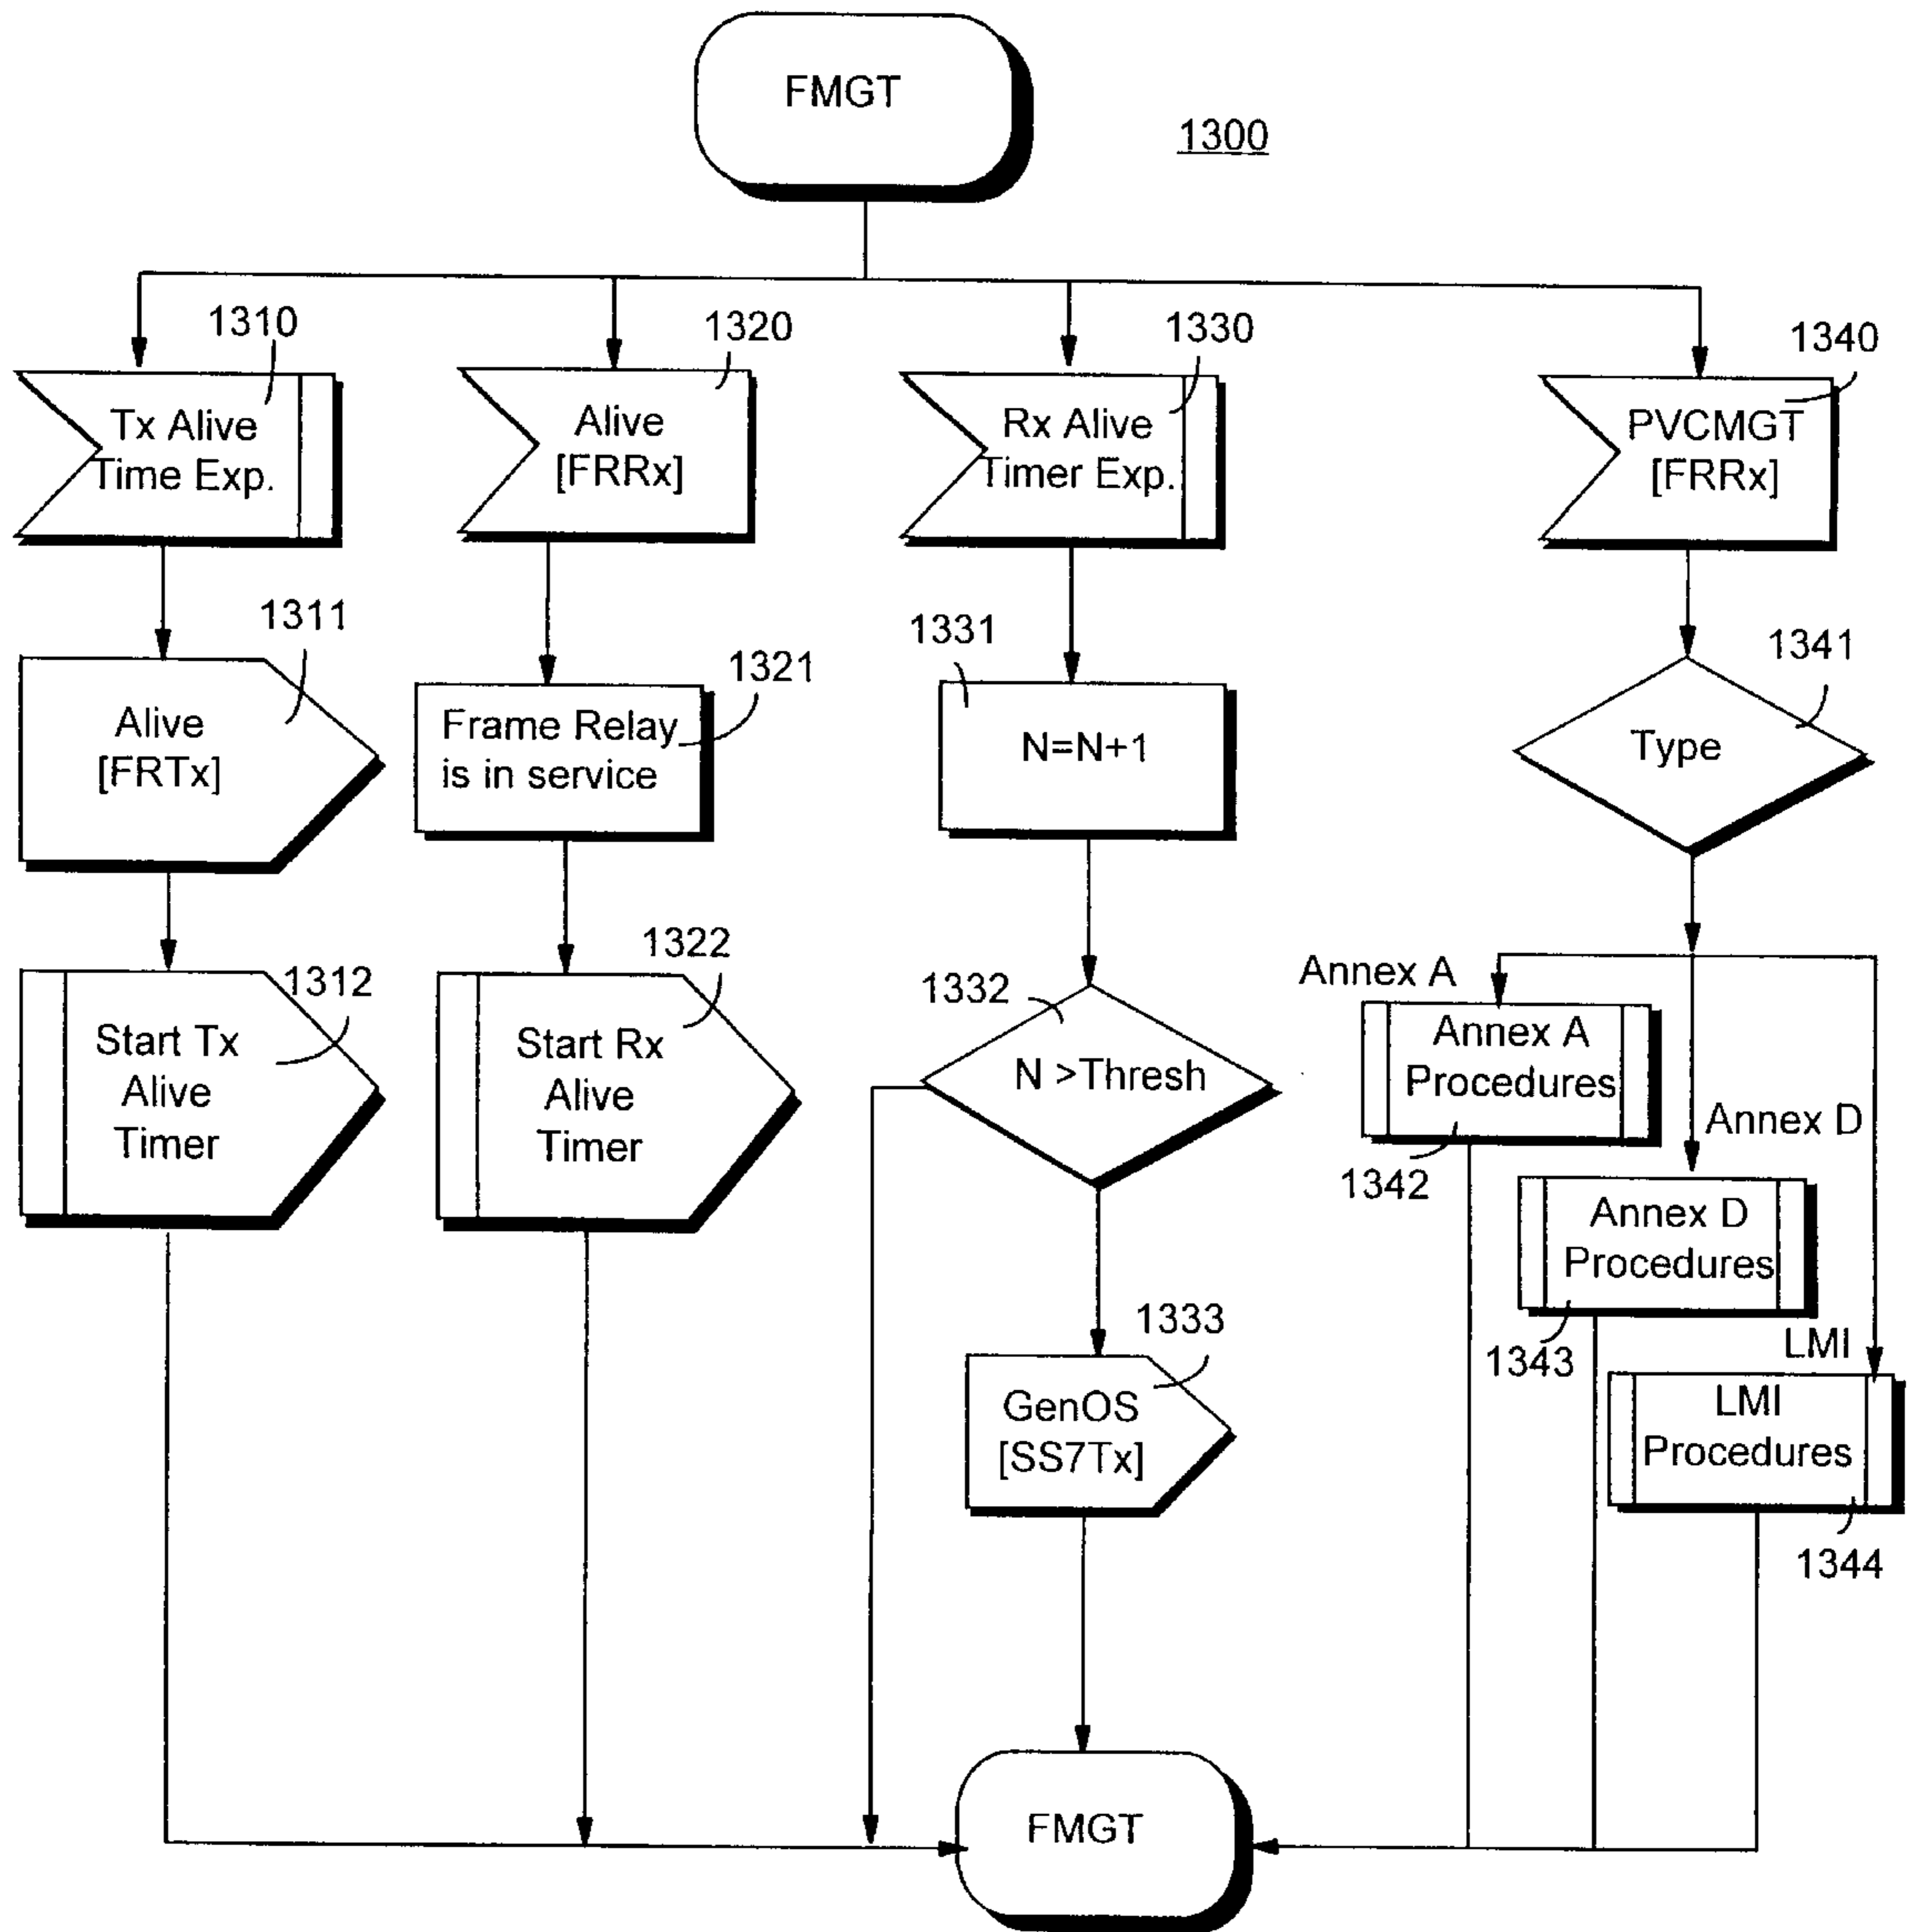 FMGT
1300
1310
1320
1330
1340
Tx Alive
Time Exp.
Alive
[FRRx]
Rx Alive
Timer Exp.
PVCMGT
[FRRx]
1311
1321
1331
1341
Alive
[FRTx]
Frame Relay
is in service
N=N+1
Type
1312
1322
1332
Annex A
Start Tx
Alive
Timer
Start Rx
Alive
Timer
N >Thresh
Annex A
Procedures
1342
Annex D
Annex D
Procedures
1343
1333
LMI
GenOS
[SS7Tx]
LMI
Procedures
1344
FMGT